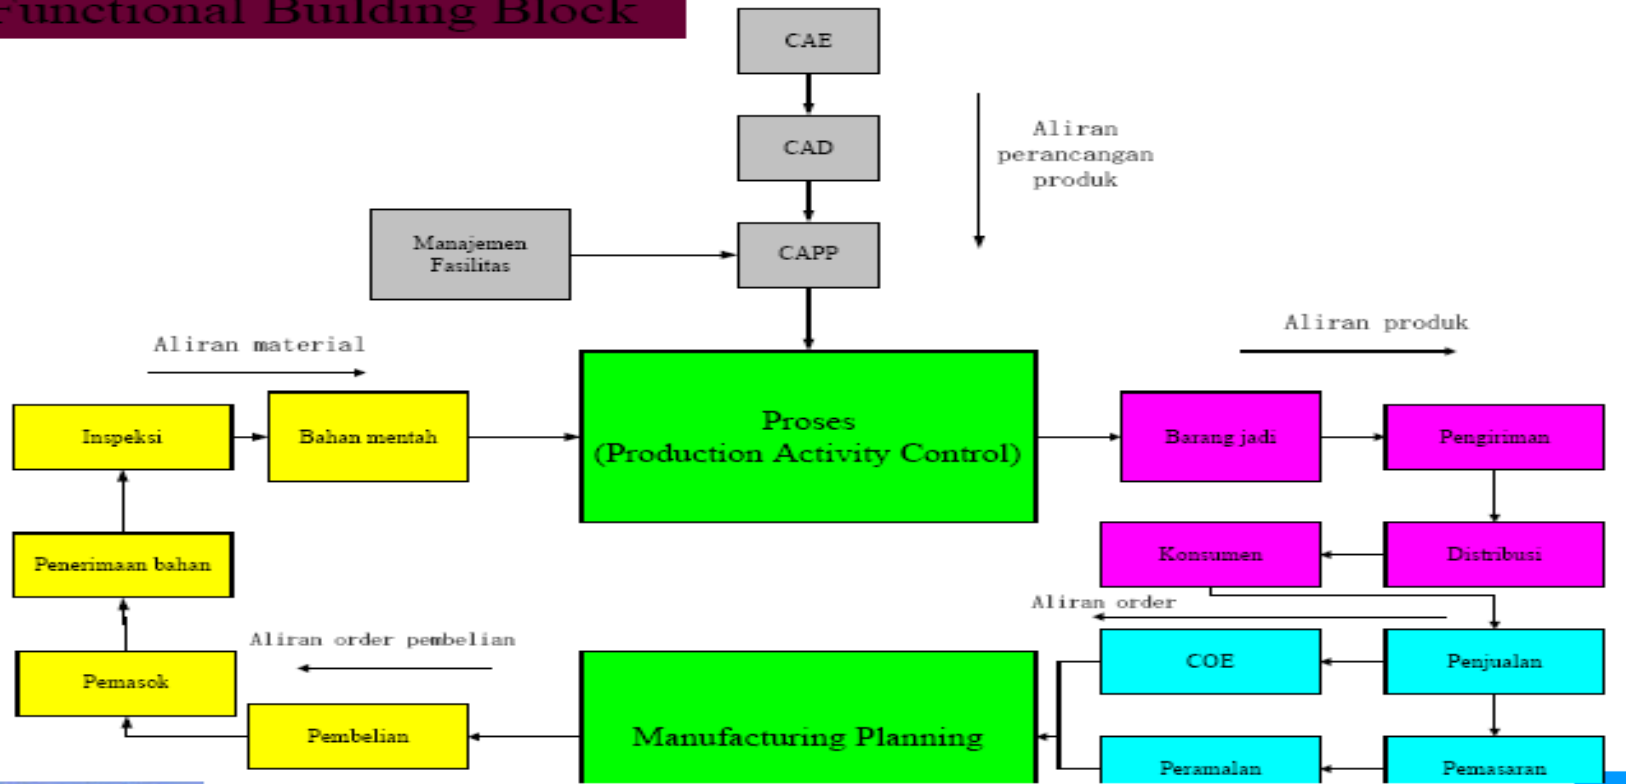 Functional Building Block
CAE
CAD
Aliran
perancangan
produk
Manajemen
Fasilitas
CAPP
Aliran material
Aliran produk
Inspeksi
Bahan mentah
Proses
(Production Activity Control)
Barang jadi
Pengiriman
Penerimaan bahan
Konsumen
Distribusi
Aliran order
Aliran order pembelian
Pemasok
COE
Penjualan
Pembelian
Manufacturing Planning
Peramalan
Pemasaran